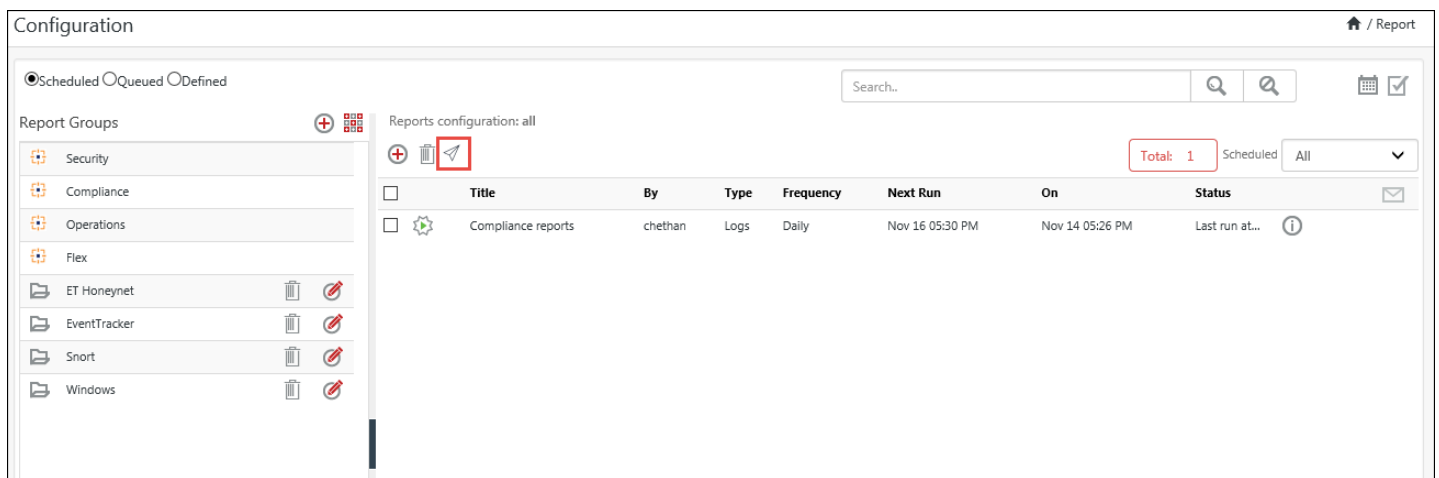 Configuration
/ Report
Scheduled Queued Defined
Search..
Report Groups
Reports configuration: all
Total: 1 Scheduled All
Title By Type Frequency Next Run On Status
Compliance reports chethan Logs Daily Nov 16 05:30 PM Nov 14 05:26 PM Last run at...
Security
Compliance
Operations
Flex
ET Honeynet
EventTracker
Snort
Windows